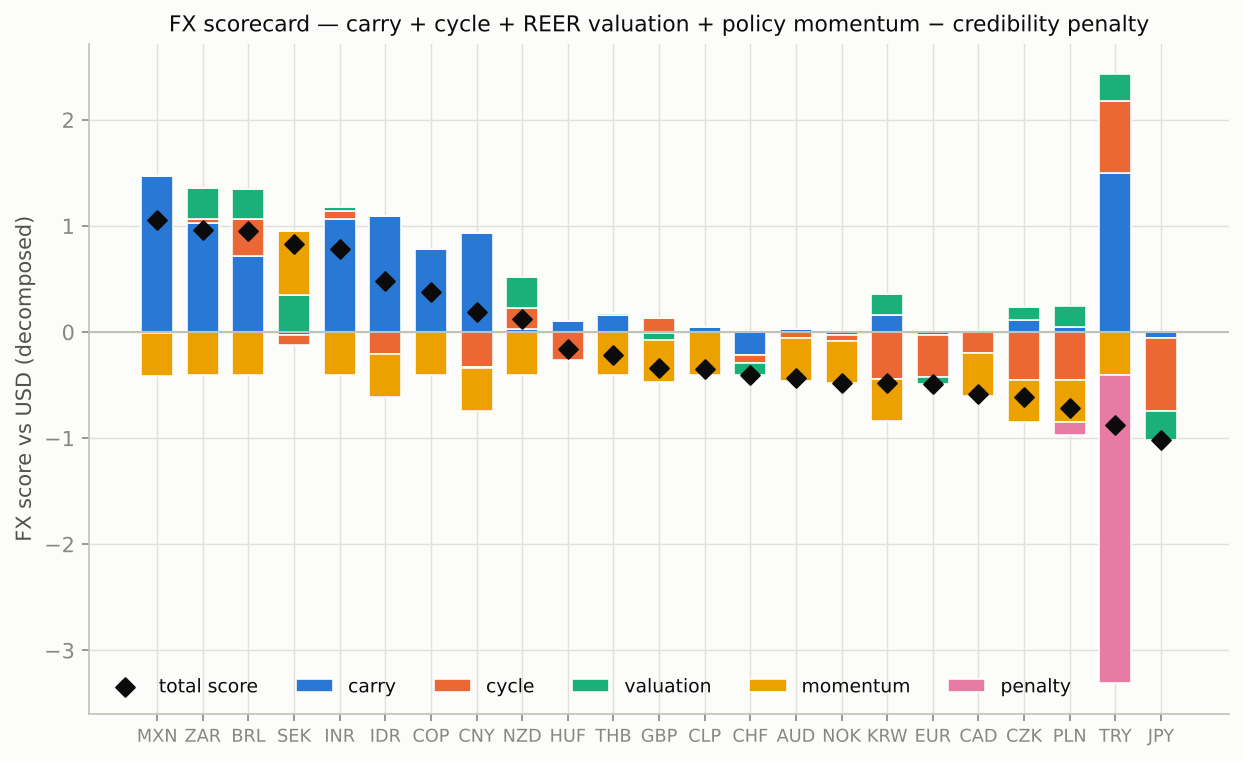 FX scorecard — carry + cycle + REER valuation + policy momentum − credibility penalty
FX score vs USD (decomposed)
2
1
0
−1
−2
−3
total score carry cycle valuation momentum penalty
MXN ZAR BRL SEK INR IDR COP CNY NZD HUF THB GBP CLP CHF AUD NOK KRW EUR CAD CZK PLN TRY JPY